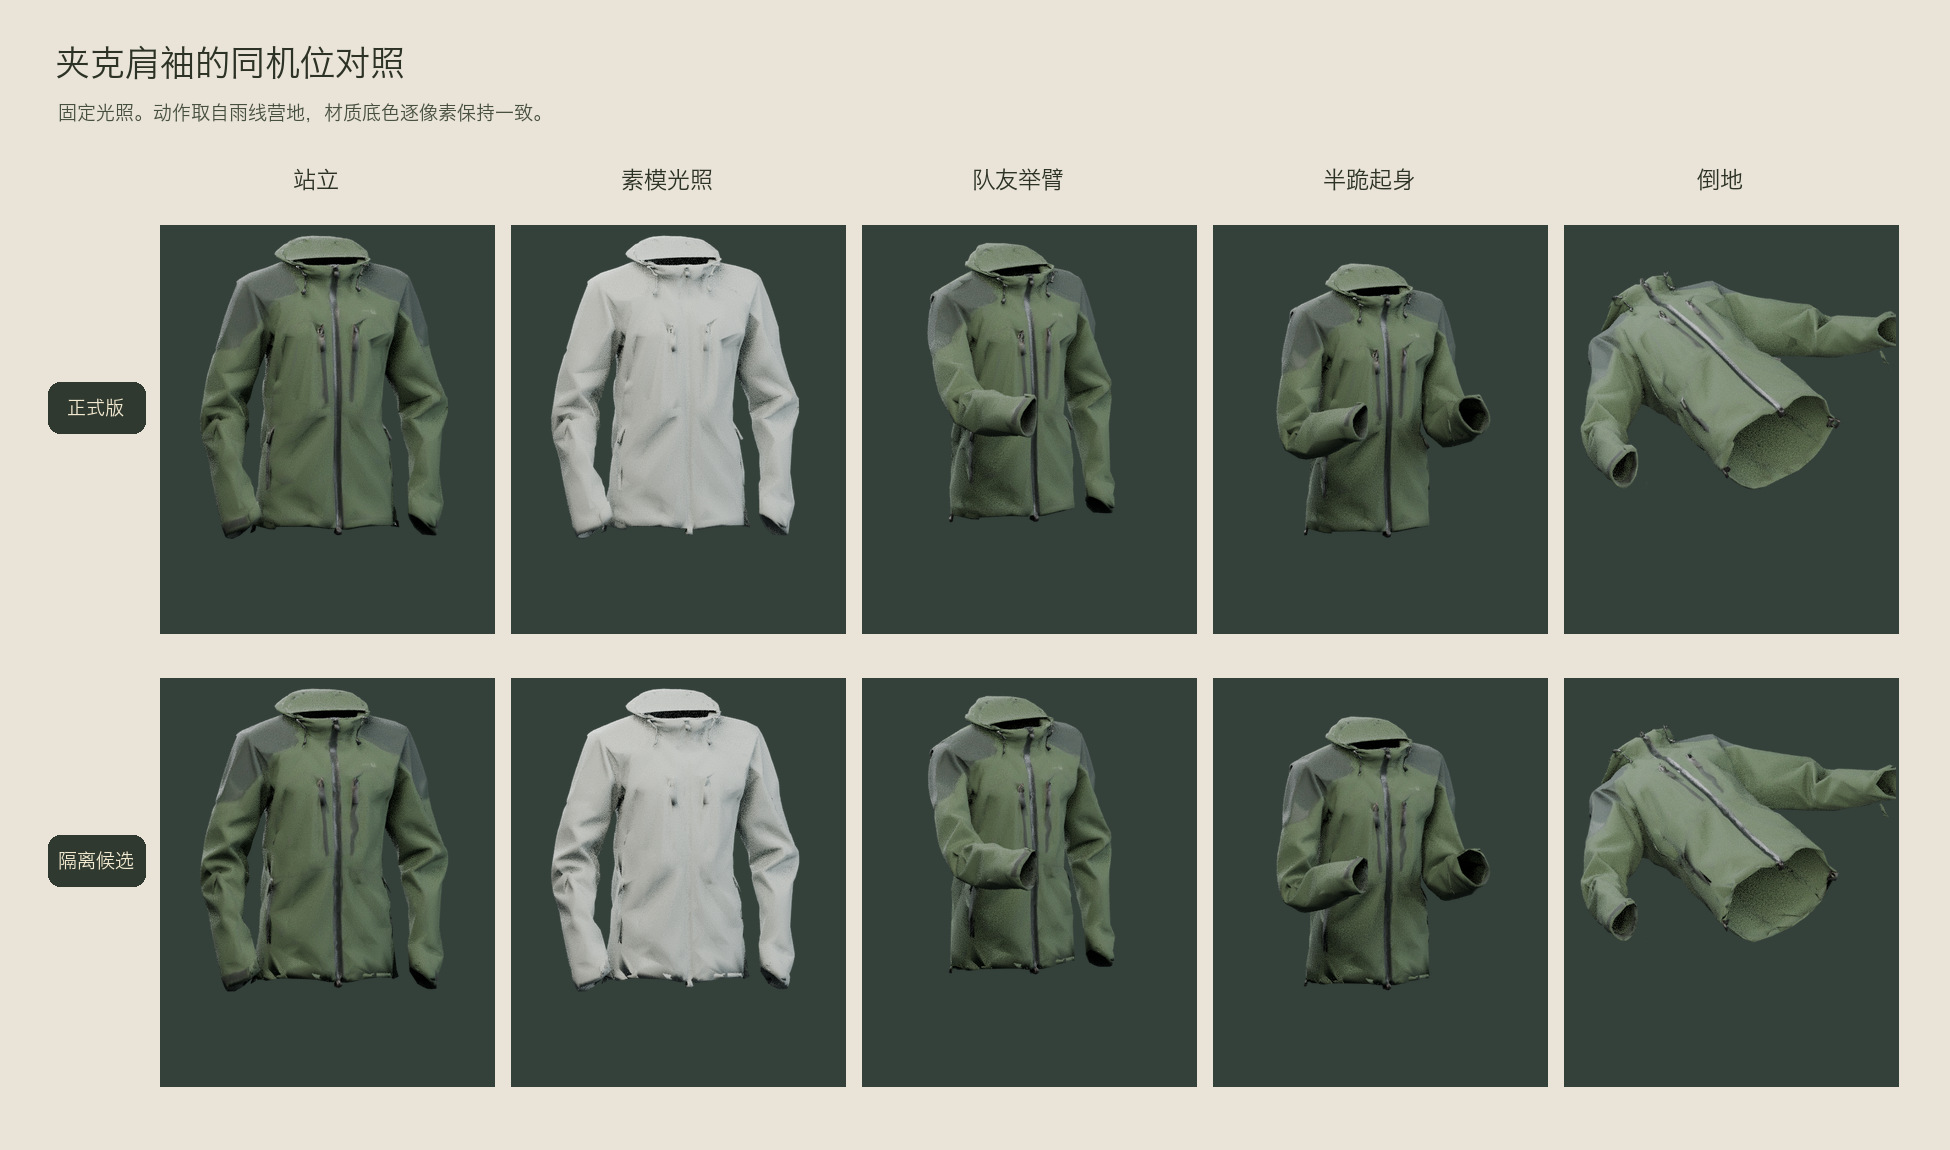 夹克肩袖的同机位对照
固定光照。动作取自雨线营地，材质底色逐像素保持一致。
站立
素模光照
队友举臂
半跪起身
倒地
正式版
隔离候选